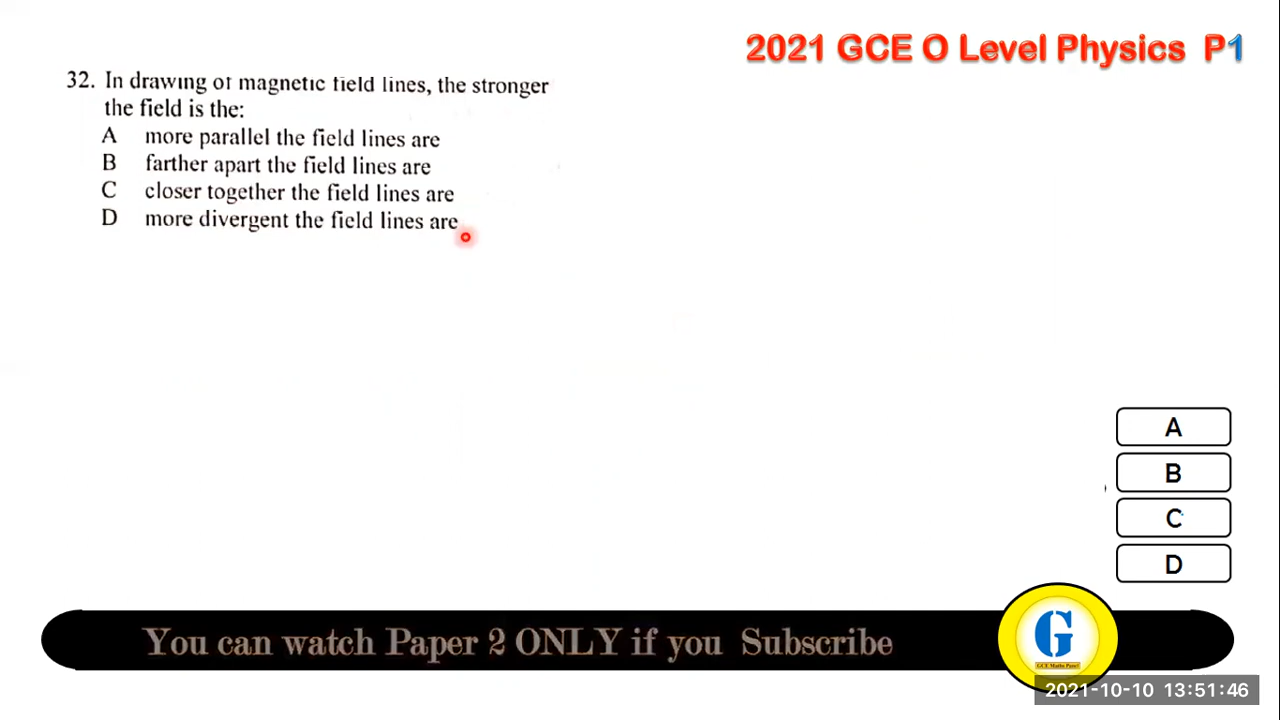 2021 GCE O Level Physics P1
32. In drawing of magnetic field lines, the stronger
the field is the:
A more parallel the field lines are
B farther apart the field lines are
C closer together the field lines are
D more divergent the field lines are
A
B
C
D
You can watch Paper 2 ONLY if you Subscribe
G
GCE Maths Panel
2021-10-10 13:51:46